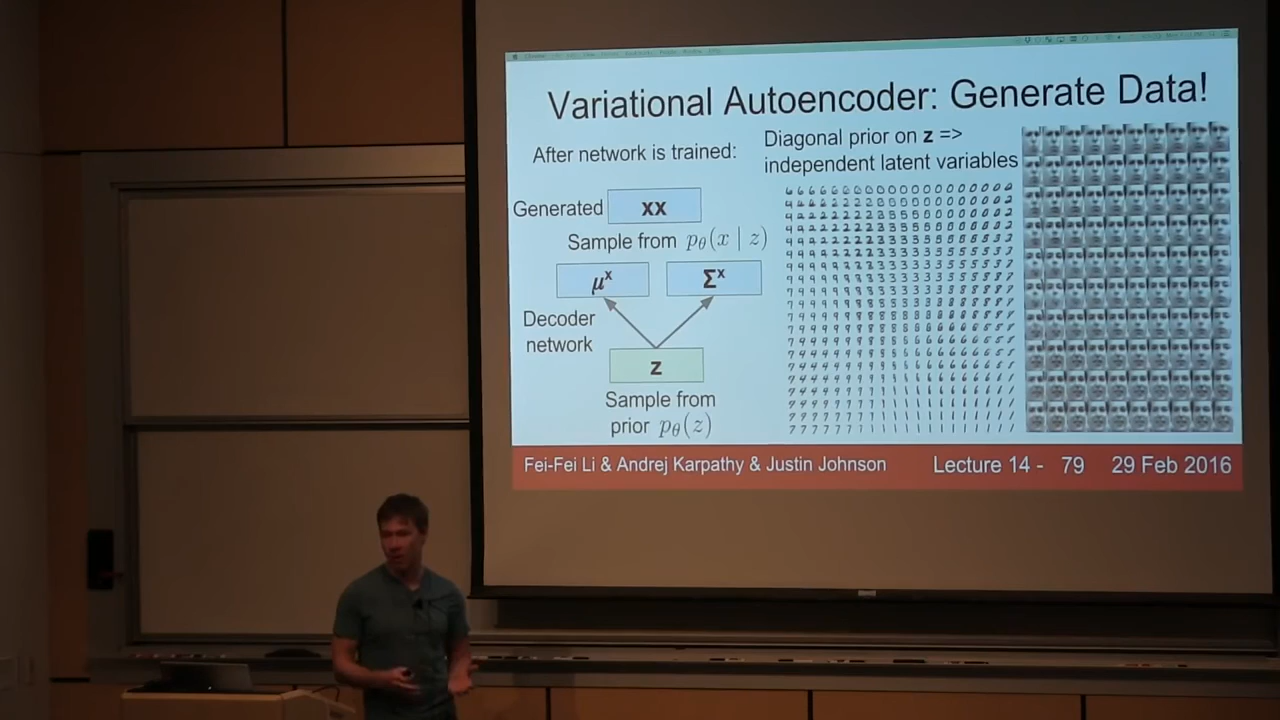 Variational Autoencoder: Generate Data!
After network is trained:
Diagonal prior on z =>
independent latent variables
Generated
xx
Sample from pθ(x | z)
μˣ
Σˣ
Decoder
network
z
Sample from
prior pθ(z)
Fei-Fei Li & Andrej Karpathy & Justin Johnson
Lecture 14 - 79
29 Feb 2016